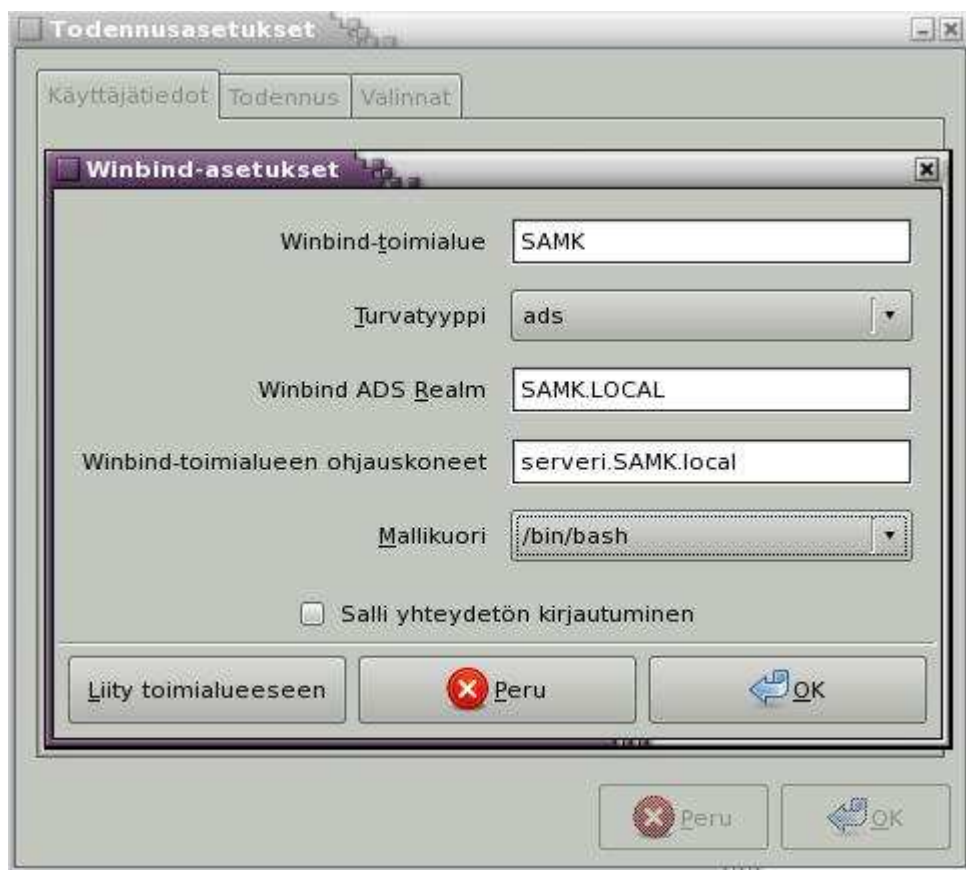 Todennusasetukset
Käyttäjätiedot Todennus Valinnat
Winbind-asetukset
Winbind-toimialue SAMK
Turvatyyppi ads
Winbind ADS Realm SAMK.LOCAL
Winbind-toimialueen ohjauskoneet serveri.SAMK.local
Mallikuori /bin/bash
Salli yhteydetön kirjautuminen
Liity toimialueeseen Peru OK
Peru OK